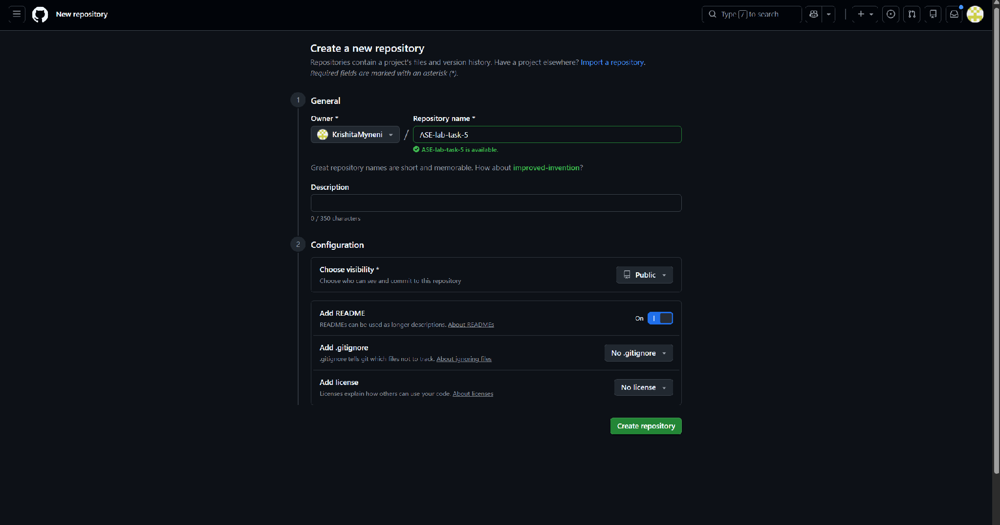 New repository
Type / to search
Create a new repository
Repositories contain a project's files and version history. Have a project elsewhere? Import a repository.
Required fields are marked with an asterisk (*).
1
General
Owner *
Repository name *
KrishitaMyneni
/
ASE-lab-task-5
ASE-lab-task-5 is available.
Great repository names are short and memorable. How about improved-invention?
Description
0 / 350 characters
2
Configuration
Choose visibility *
Choose who can see and commit to this repository
Public
Add README
READMEs can be used as longer descriptions. About READMEs
On
Add .gitignore
.gitignore tells git which files not to track. About ignoring files
No .gitignore
Add license
Licenses explain how others can use your code. About licenses
No license
Create repository